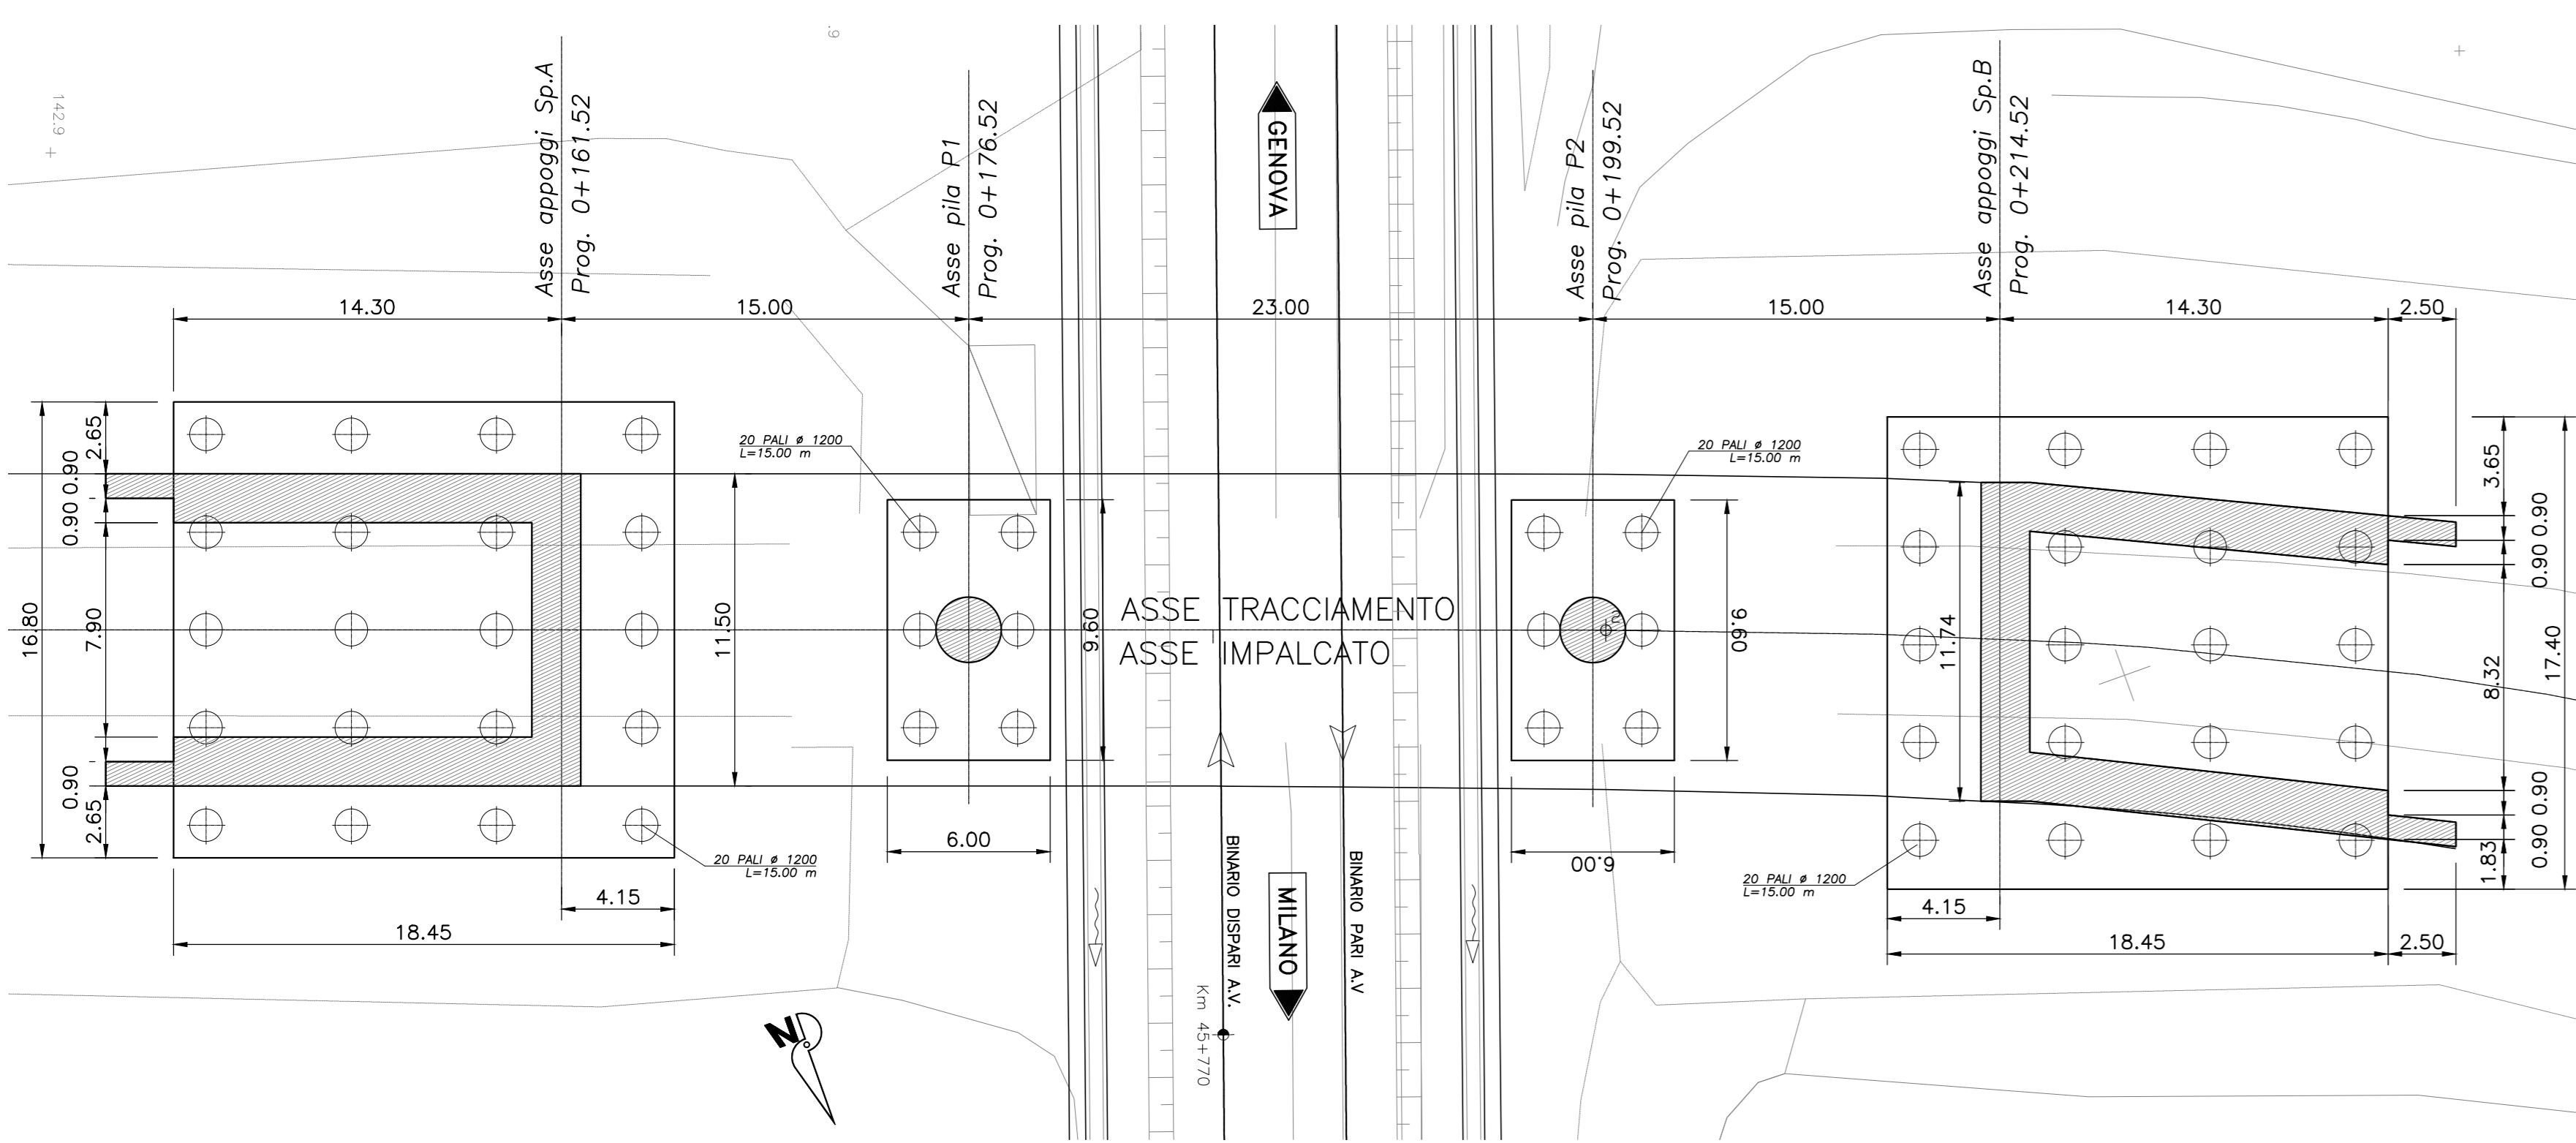 .9
142.9 +
Asse appoggi Sp.A
Prog. 0+161.52
Asse pila P1
Prog. 0+176.52
GENOVA
Asse pila P2
Prog. 0+199.52
Asse appoggi Sp.B
Prog. 0+214.52
14.30
15.00
23.00
15.00
14.30
2.50
2.65
0.90 0.90
7.90
16.80
0.90
2.65
20 PALI ø 1200
L=15.00 m
11.50
9.60
20 PALI ø 1200
L=15.00 m
ASSE TRACCIAMENTO
ASSE IMPALCATO
9.60
11.74
3.65
0.90 0.90
8.32
17.40
0.90 0.90
1.83
6.00
6.00
20 PALI ø 1200
L=15.00 m
20 PALI ø 1200
L=15.00 m
4.15
18.45
4.15
18.45
2.50
BINARIO DISPARI A.V.
BINARIO PARI A.V
MILANO
Km 45+770
N